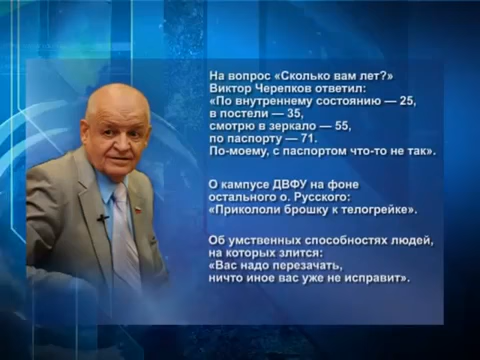 На вопрос «Сколько вам лет?»
Виктор Черепков ответил:
«По внутреннему состоянию — 25,
в постели — 35,
смотрю в зеркало — 55,
по паспорту — 71.
По-моему, с паспортом что-то не так».
О кампусе ДВФУ на фоне
остального о. Русского:
«Прикололи брошку к телогрейке».
Об умственных способностях людей,
на которых злится:
«Вас надо перезачать,
ничто иное вас уже не исправит».